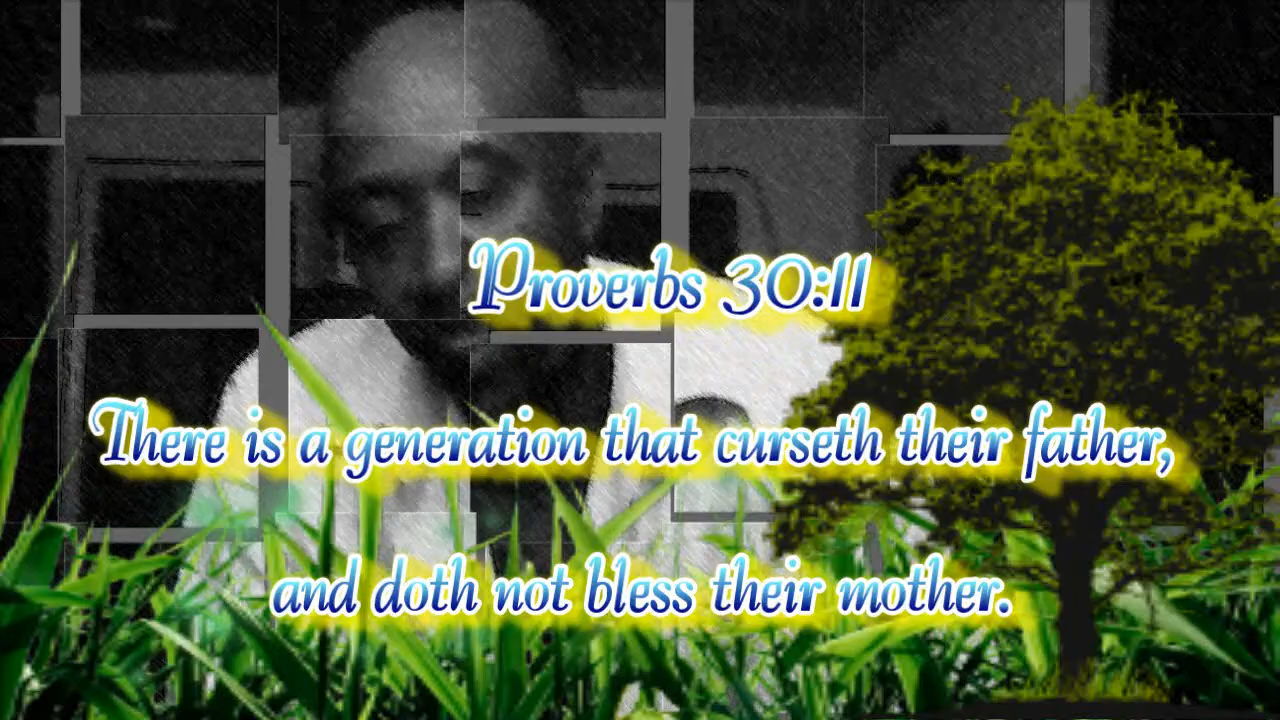 Proverbs 30:11
There is a generation that curseth their father,
and doth not bless their mother.